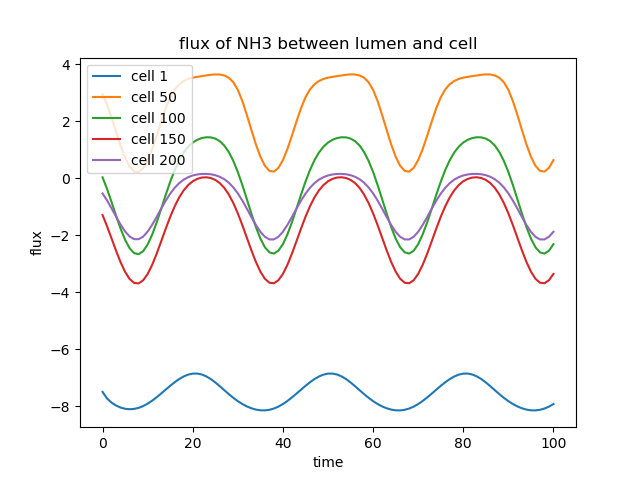 flux of NH3 between lumen and cell
cell 1
cell 50
cell 100
cell 150
cell 200
flux
4
2
0
−2
−4
−6
−8
0 20 40 60 80 100
time